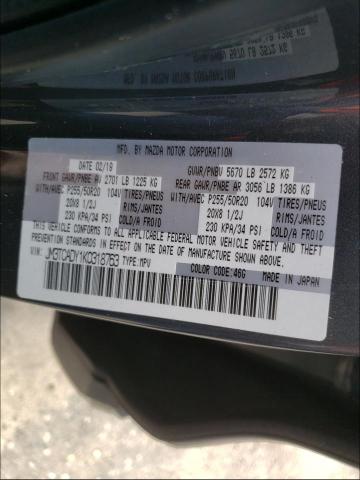 MFD. BY MAZDA MOTOR CORPORATION
DATE: 02/19 GVWR/PNBV 5670 LB 2572 KG
FRONT GAWR/PNBE AV 2701 LB 1225 KG REAR GAWR/PNBE AR 3056 LB 1386 KG
WITH/AVEC P255/50R20 104V TIRES/PNEUS WITH/AVEC P255/50R20 104V TIRES/PNEUS
20X8 1/2J RIMS/JANTES 20X8 1/2J RIMS/JANTES
230 KPA/34 PSI COLD/A FROID 230 KPA/34 PSI COLD/A FROID
THIS VEHICLE CONFORMS TO ALL APPLICABLE FEDERAL MOTOR VEHICLE SAFETY, BUMPER, AND THEFT
PREVENTION STANDARDS IN EFFECT ON THE DATE OF MANUFACTURE SHOWN ABOVE.
VIN: JM3TCADY1K0318763 TYPE: MPV COLOR CODE: 46G MADE IN JAPAN